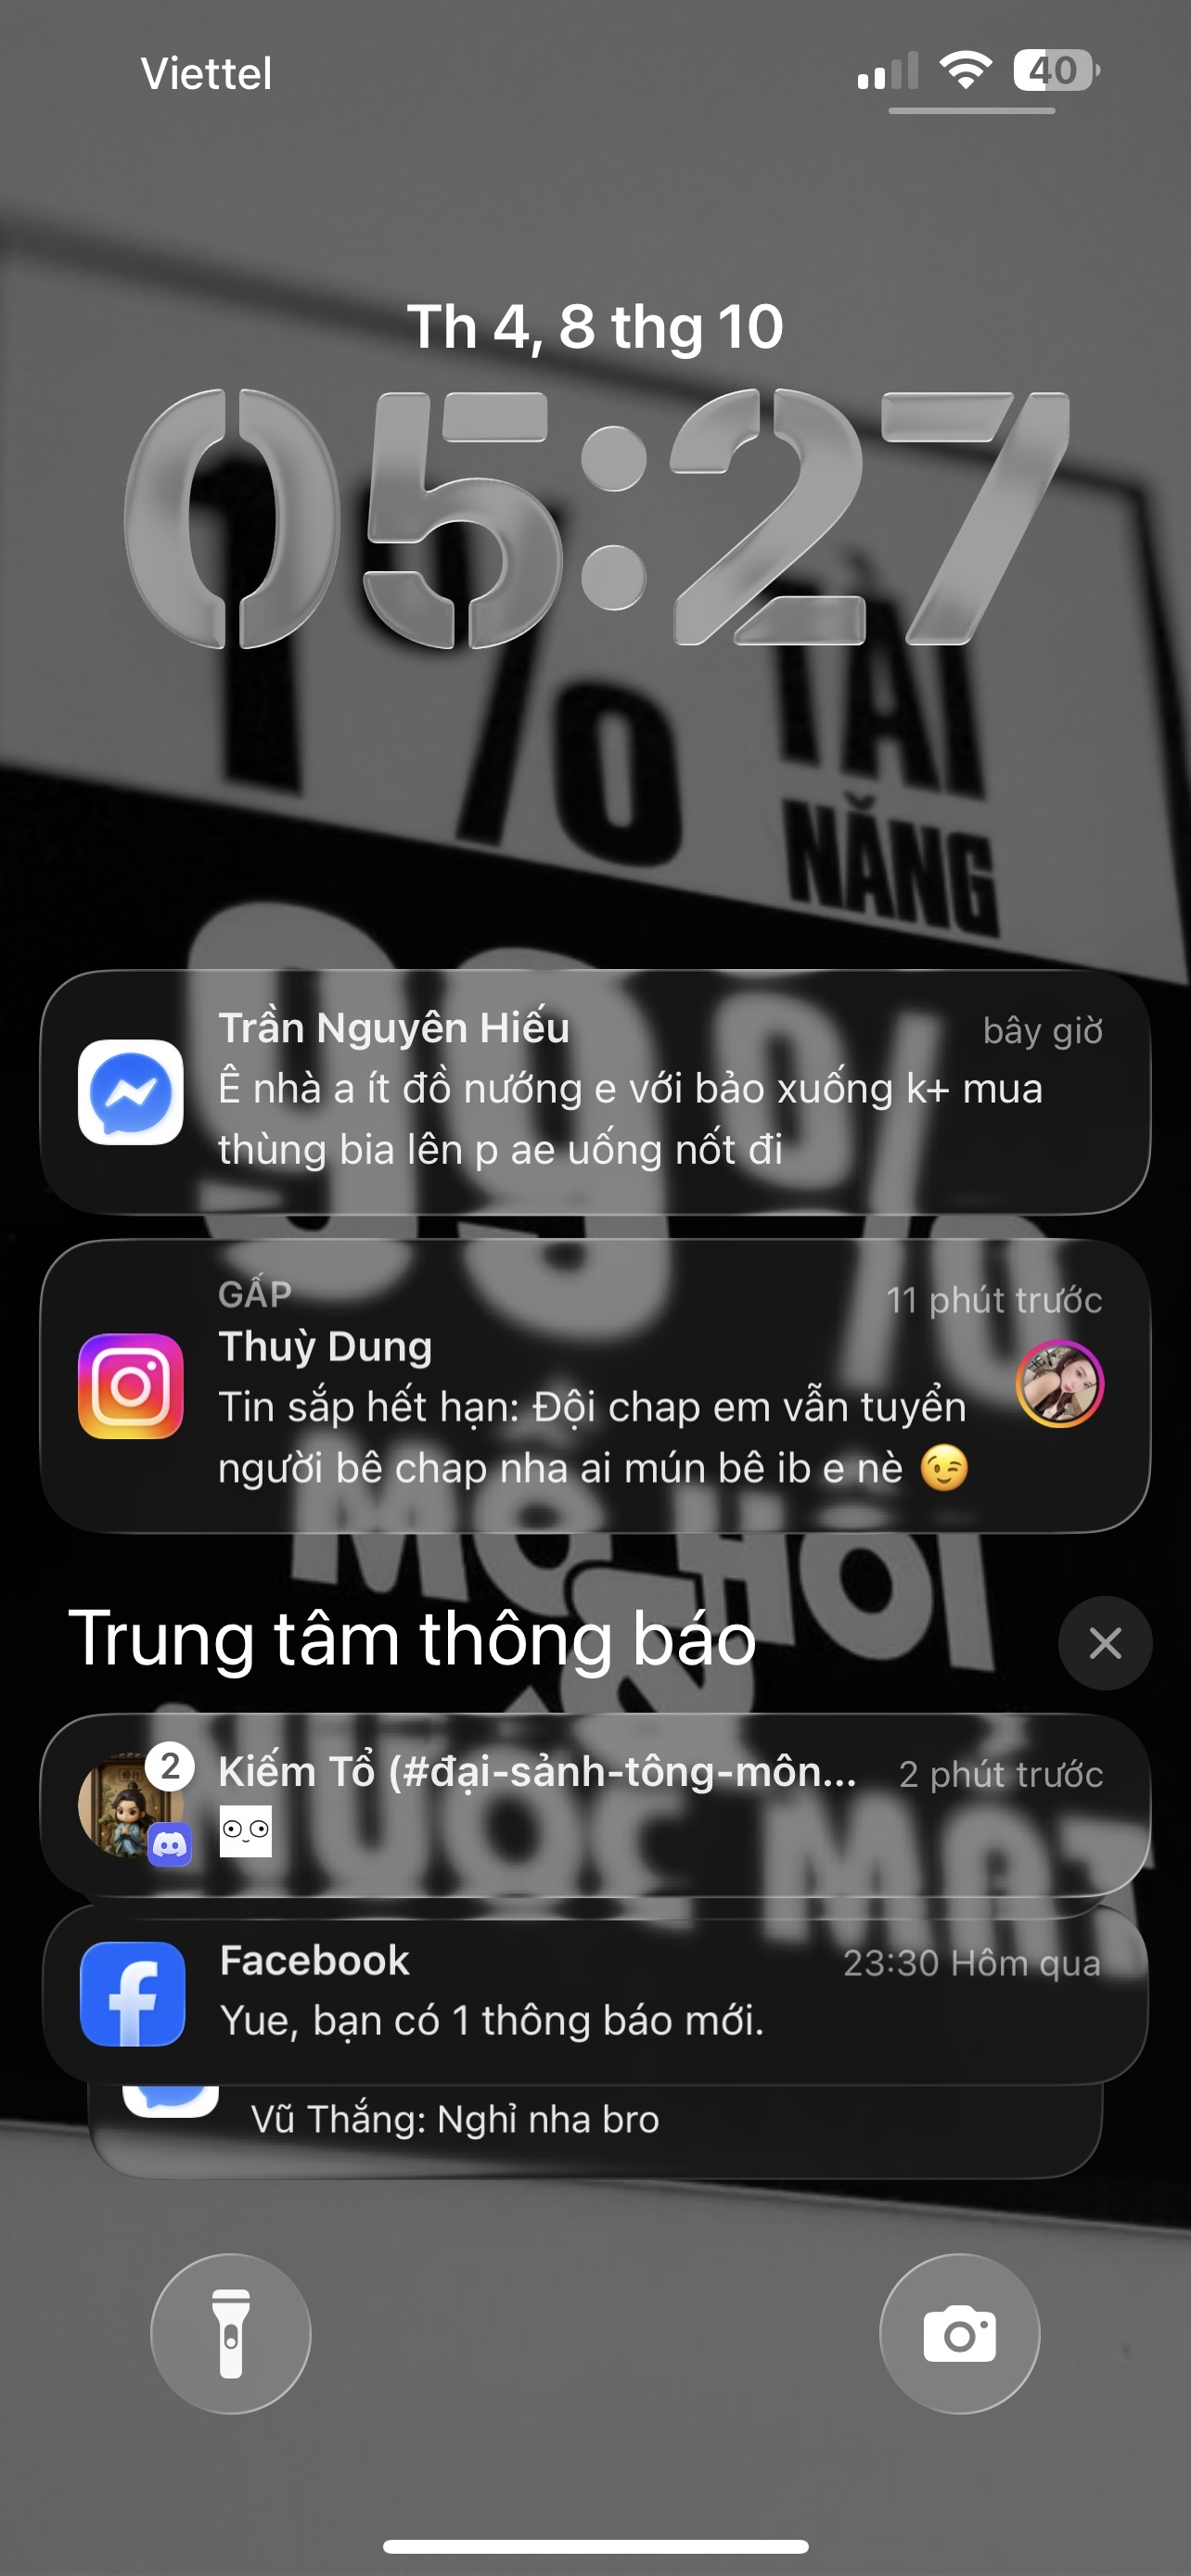 Viettel
40
Th 4, 8 thg 10
05:27
1% TÀI
NĂNG
99%
Trần Nguyên Hiếu
bây giờ
Ê nhà a ít đồ nướng e với bảo xuống k+ mua
thùng bia lên p ae uống nốt đi
GẤP
11 phút trước
Thuỳ Dung
Tin sắp hết hạn: Đội chap em vẫn tuyển
người bê chap nha ai mún bê ib e nè 😉
MỒ HÔI
Trung tâm thông báo
&
2
Kiếm Tổ (#đại-sảnh-tông-môn...
2 phút trước
NƯỚC MẮT
Facebook
23:30 Hôm qua
Yue, bạn có 1 thông báo mới.
Vũ Thắng: Nghỉ nha bro